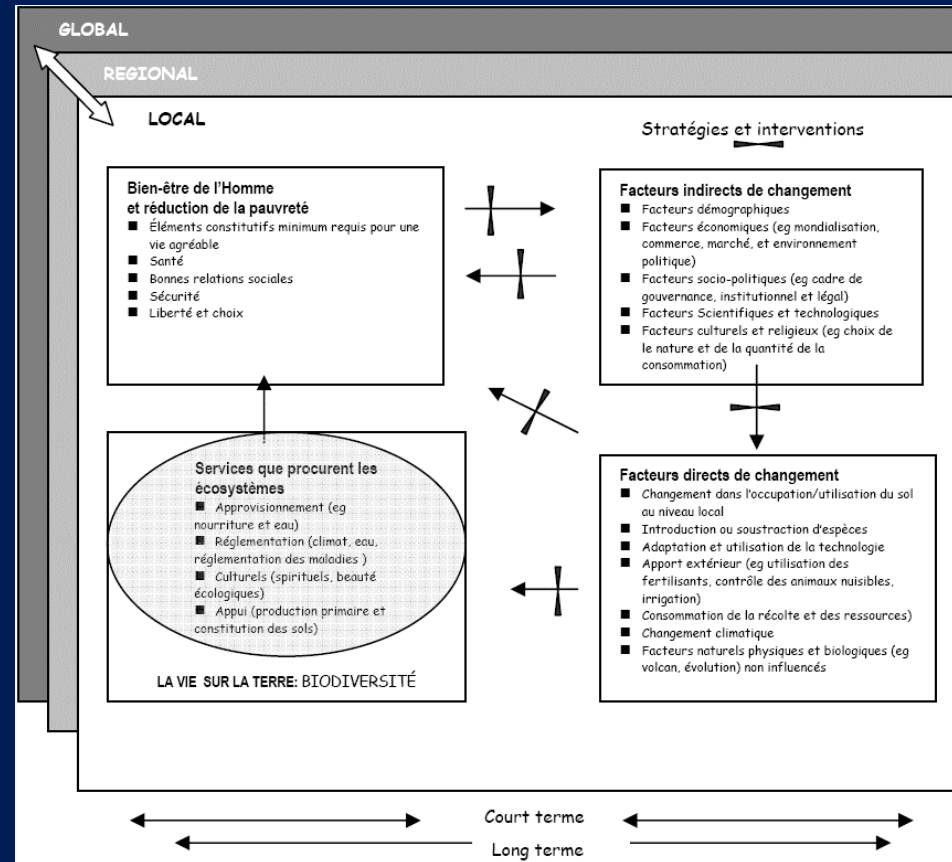 GLOBAL
REGIONAL
LOCAL
Stratégies et interventions
Bien-être de l'Homme
et réduction de la pauvreté
■ Éléments constitutifs minimum requis pour une
vie agréable
■ Santé
■ Bonnes relations sociales
■ Sécurité
■ Liberté et choix
Facteurs indirects de changement
■ Facteurs démographiques
■ Facteurs économiques (eg mondialisation,
commerce, marché, et environnement
politique)
■ Facteurs socio-politiques (eg cadre de
gouvernance, institutionnel et légal)
■ Facteurs Scientifiques et technologiques
■ Facteurs culturels et religieux (eg choix de
le nature et de la quantité de la
consommation)
Services que procurent les
écosystèmes
■ Approvisionnement (eg
nourriture et eau)
■ Réglementation (climat, eau,
réglementation des maladies )
■ Culturels (spirituels, beauté
écologiques)
■ Appui (production primaire et
constitution des sols)
LA VIE SUR LA TERRE: BIODIVERSITÉ
Facteurs directs de changement
■ Changement dans l'occupation/utilisation du sol
au niveau local
■ Introduction ou soustraction d'espèces
■ Adaptation et utilisation de la technologie
■ Apport extérieur (eg utilisation des
fertilisants, contrôle des animaux nuisibles,
irrigation)
■ Consommation de la récolte et des ressources)
■ Changement climatique
■ Facteurs naturels physiques et biologiques (eg
volcan, évolution) non influencés
Court terme
Long terme